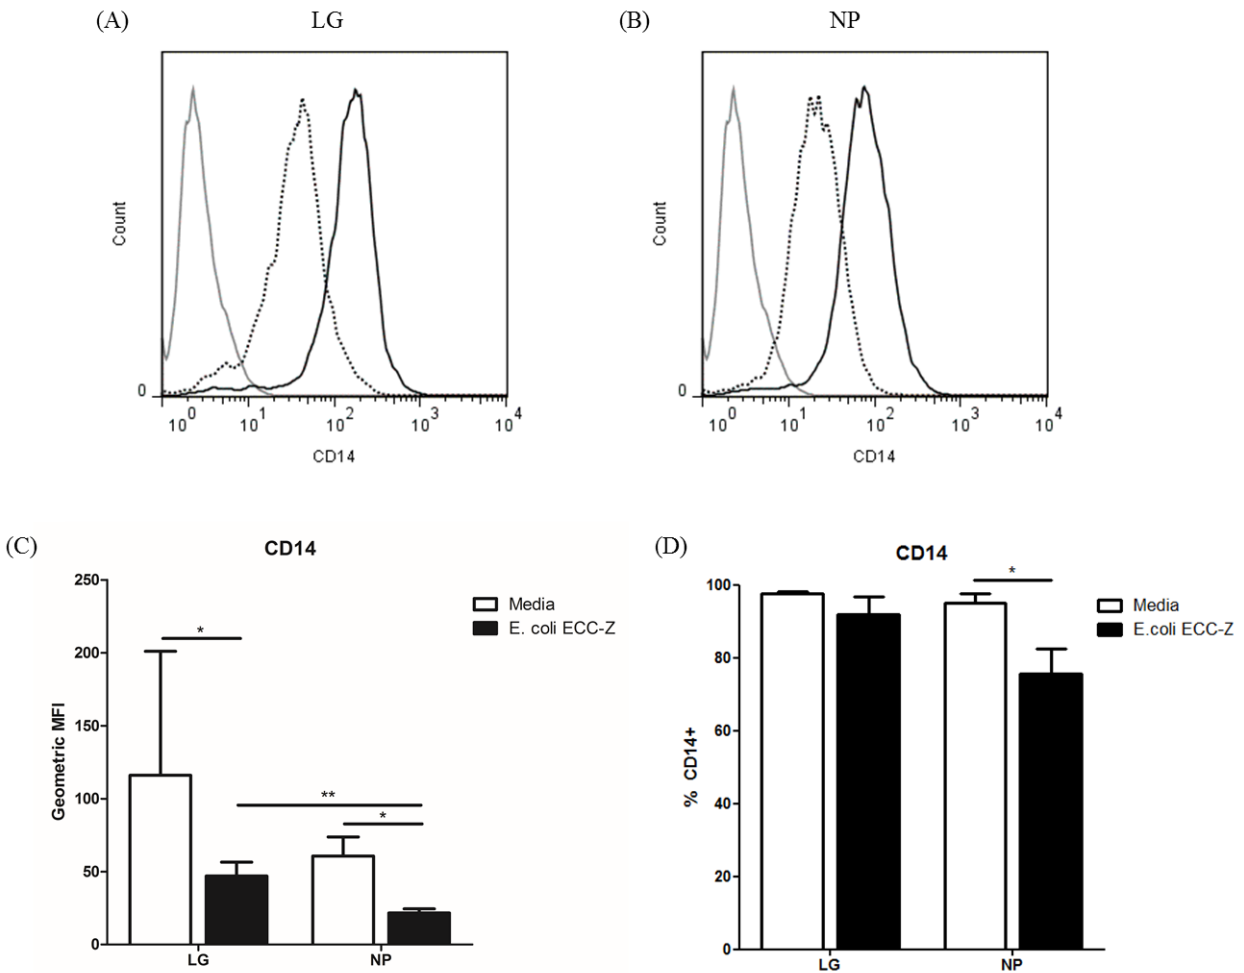 (A) LG
(B) NP
Count
0
10^0 10^1 10^2 10^3 10^4
CD14
Count
0
10^0 10^1 10^2 10^3 10^4
CD14
(C)
CD14
250
200
150
100
50
0
Geometric MFI
*
**
*
Media
E. coli ECC-Z
LG NP
(D)
CD14
100
80
60
40
20
0
% CD14+
*
Media
E.coli ECC-Z
LG NP